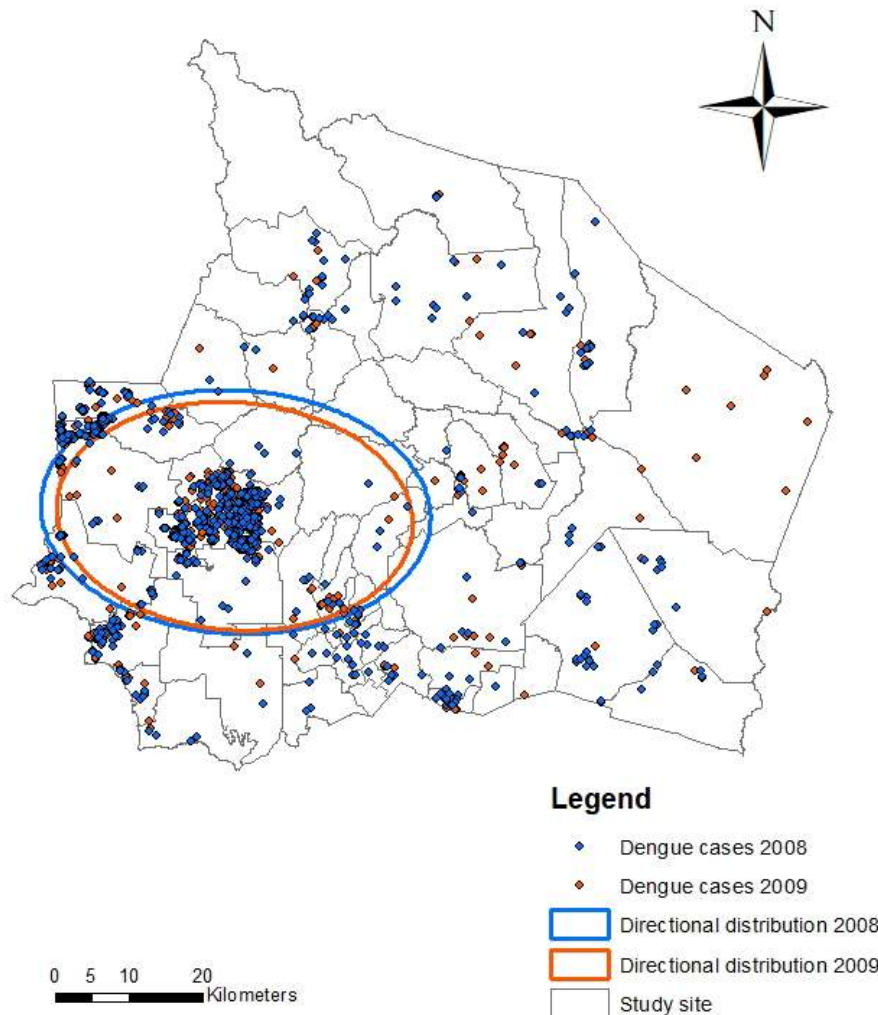 N
Legend
Dengue cases 2008
Dengue cases 2009
Directional distribution 2008
Directional distribution 2009
Study site
0 5 10 20
Kilometers